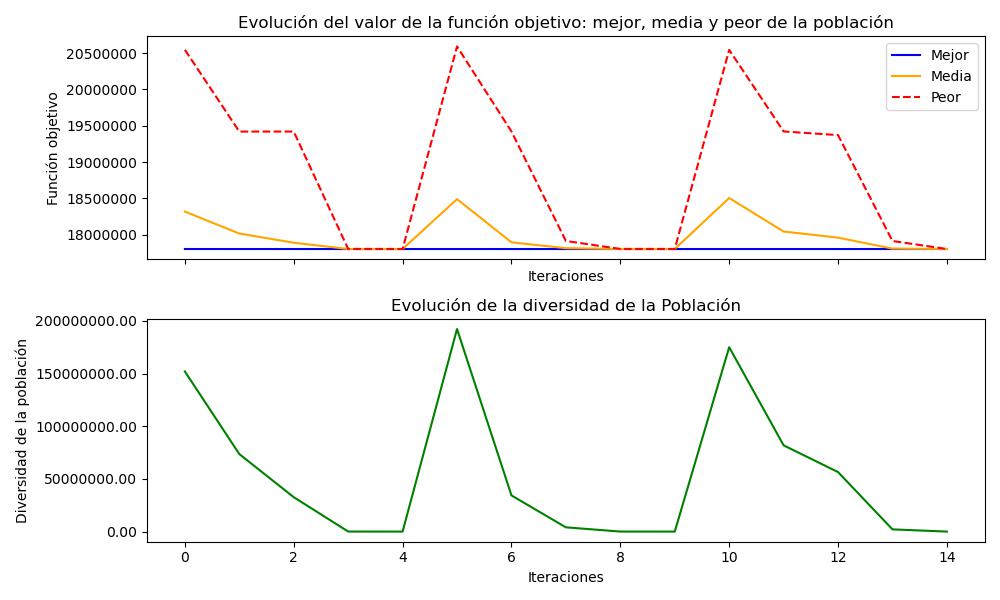 Evolución del valor de la función objetivo: mejor, media y peor de la población
Función objetivo
20500000
20000000
19500000
19000000
18500000
18000000
Mejor
Media
Peor
Iteraciones
Evolución de la diversidad de la Población
Diversidad de la población
200000000.00
150000000.00
100000000.00
50000000.00
0.00
0 2 4 6 8 10 12 14
Iteraciones